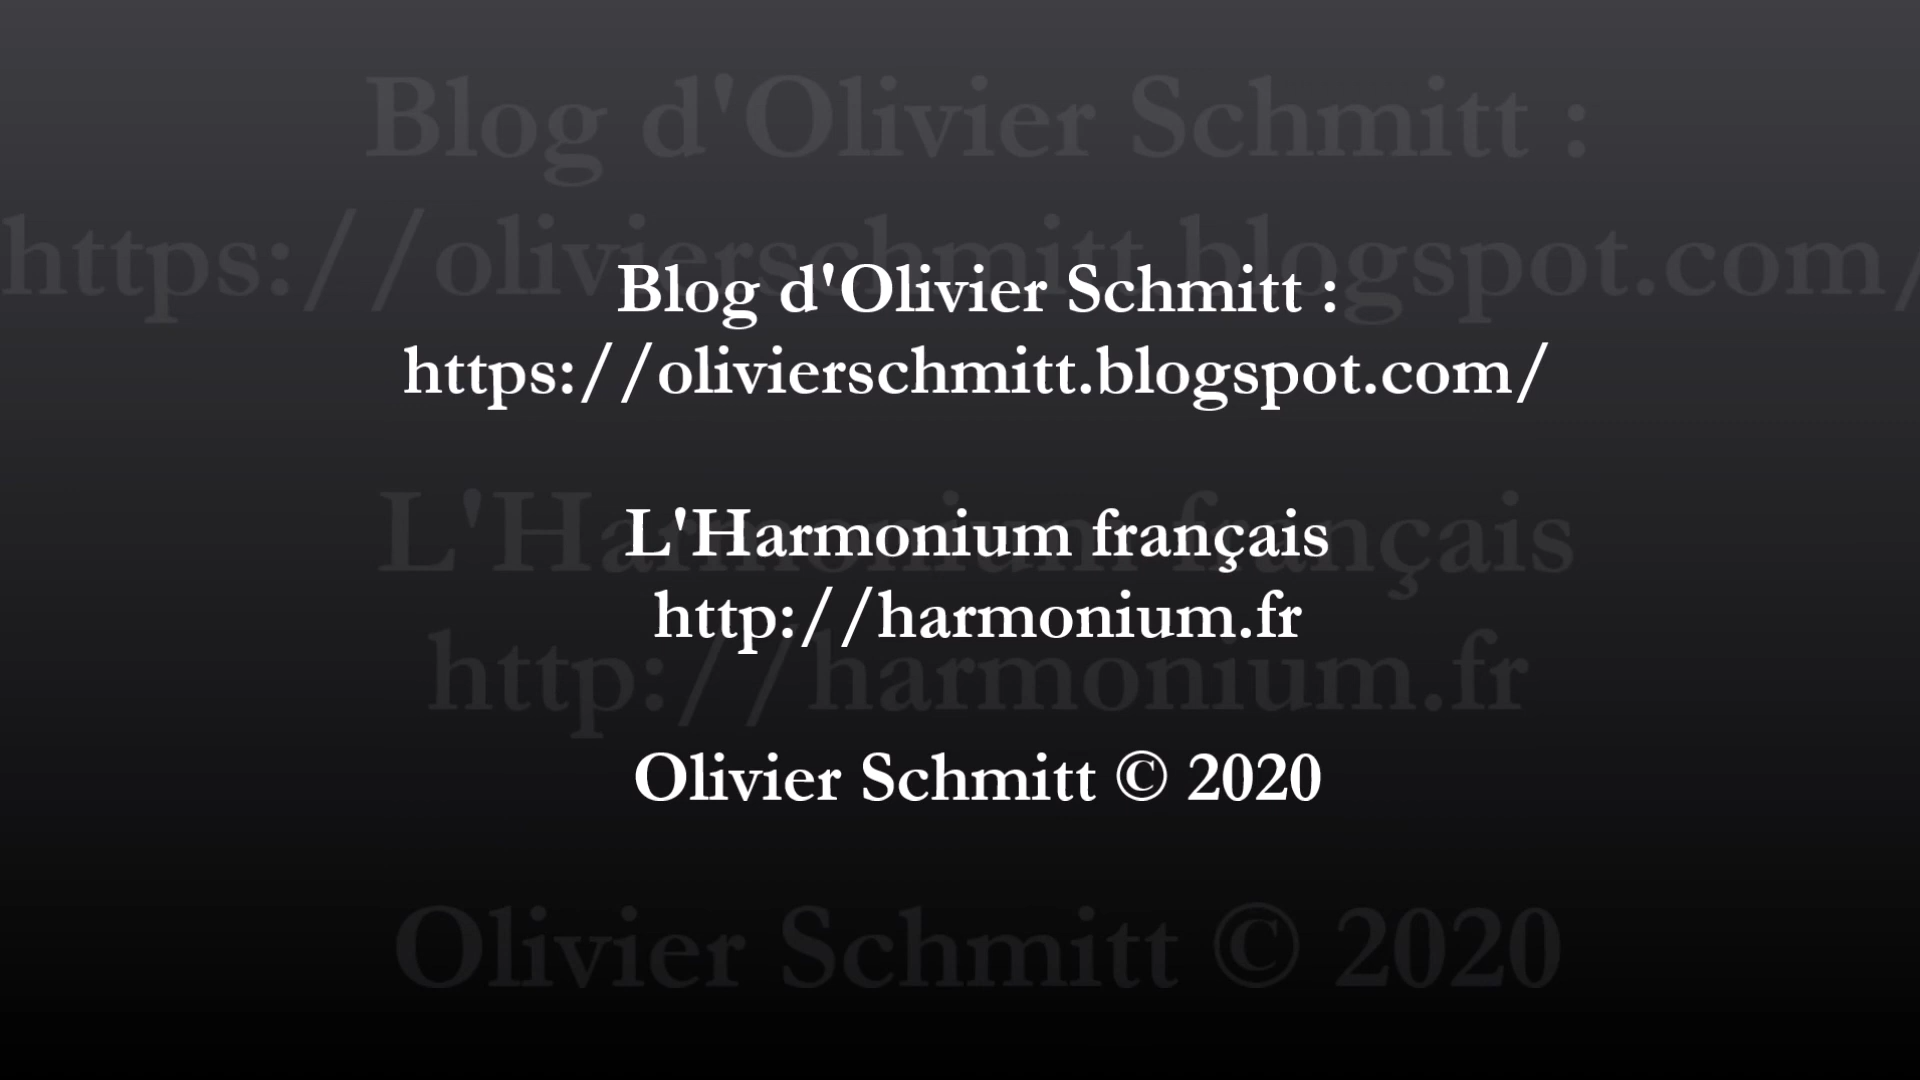 Blog d'Olivier Schmitt :
https://olivierschmitt.blogspot.com/
L'Harmonium français
http://harmonium.fr
Olivier Schmitt © 2020